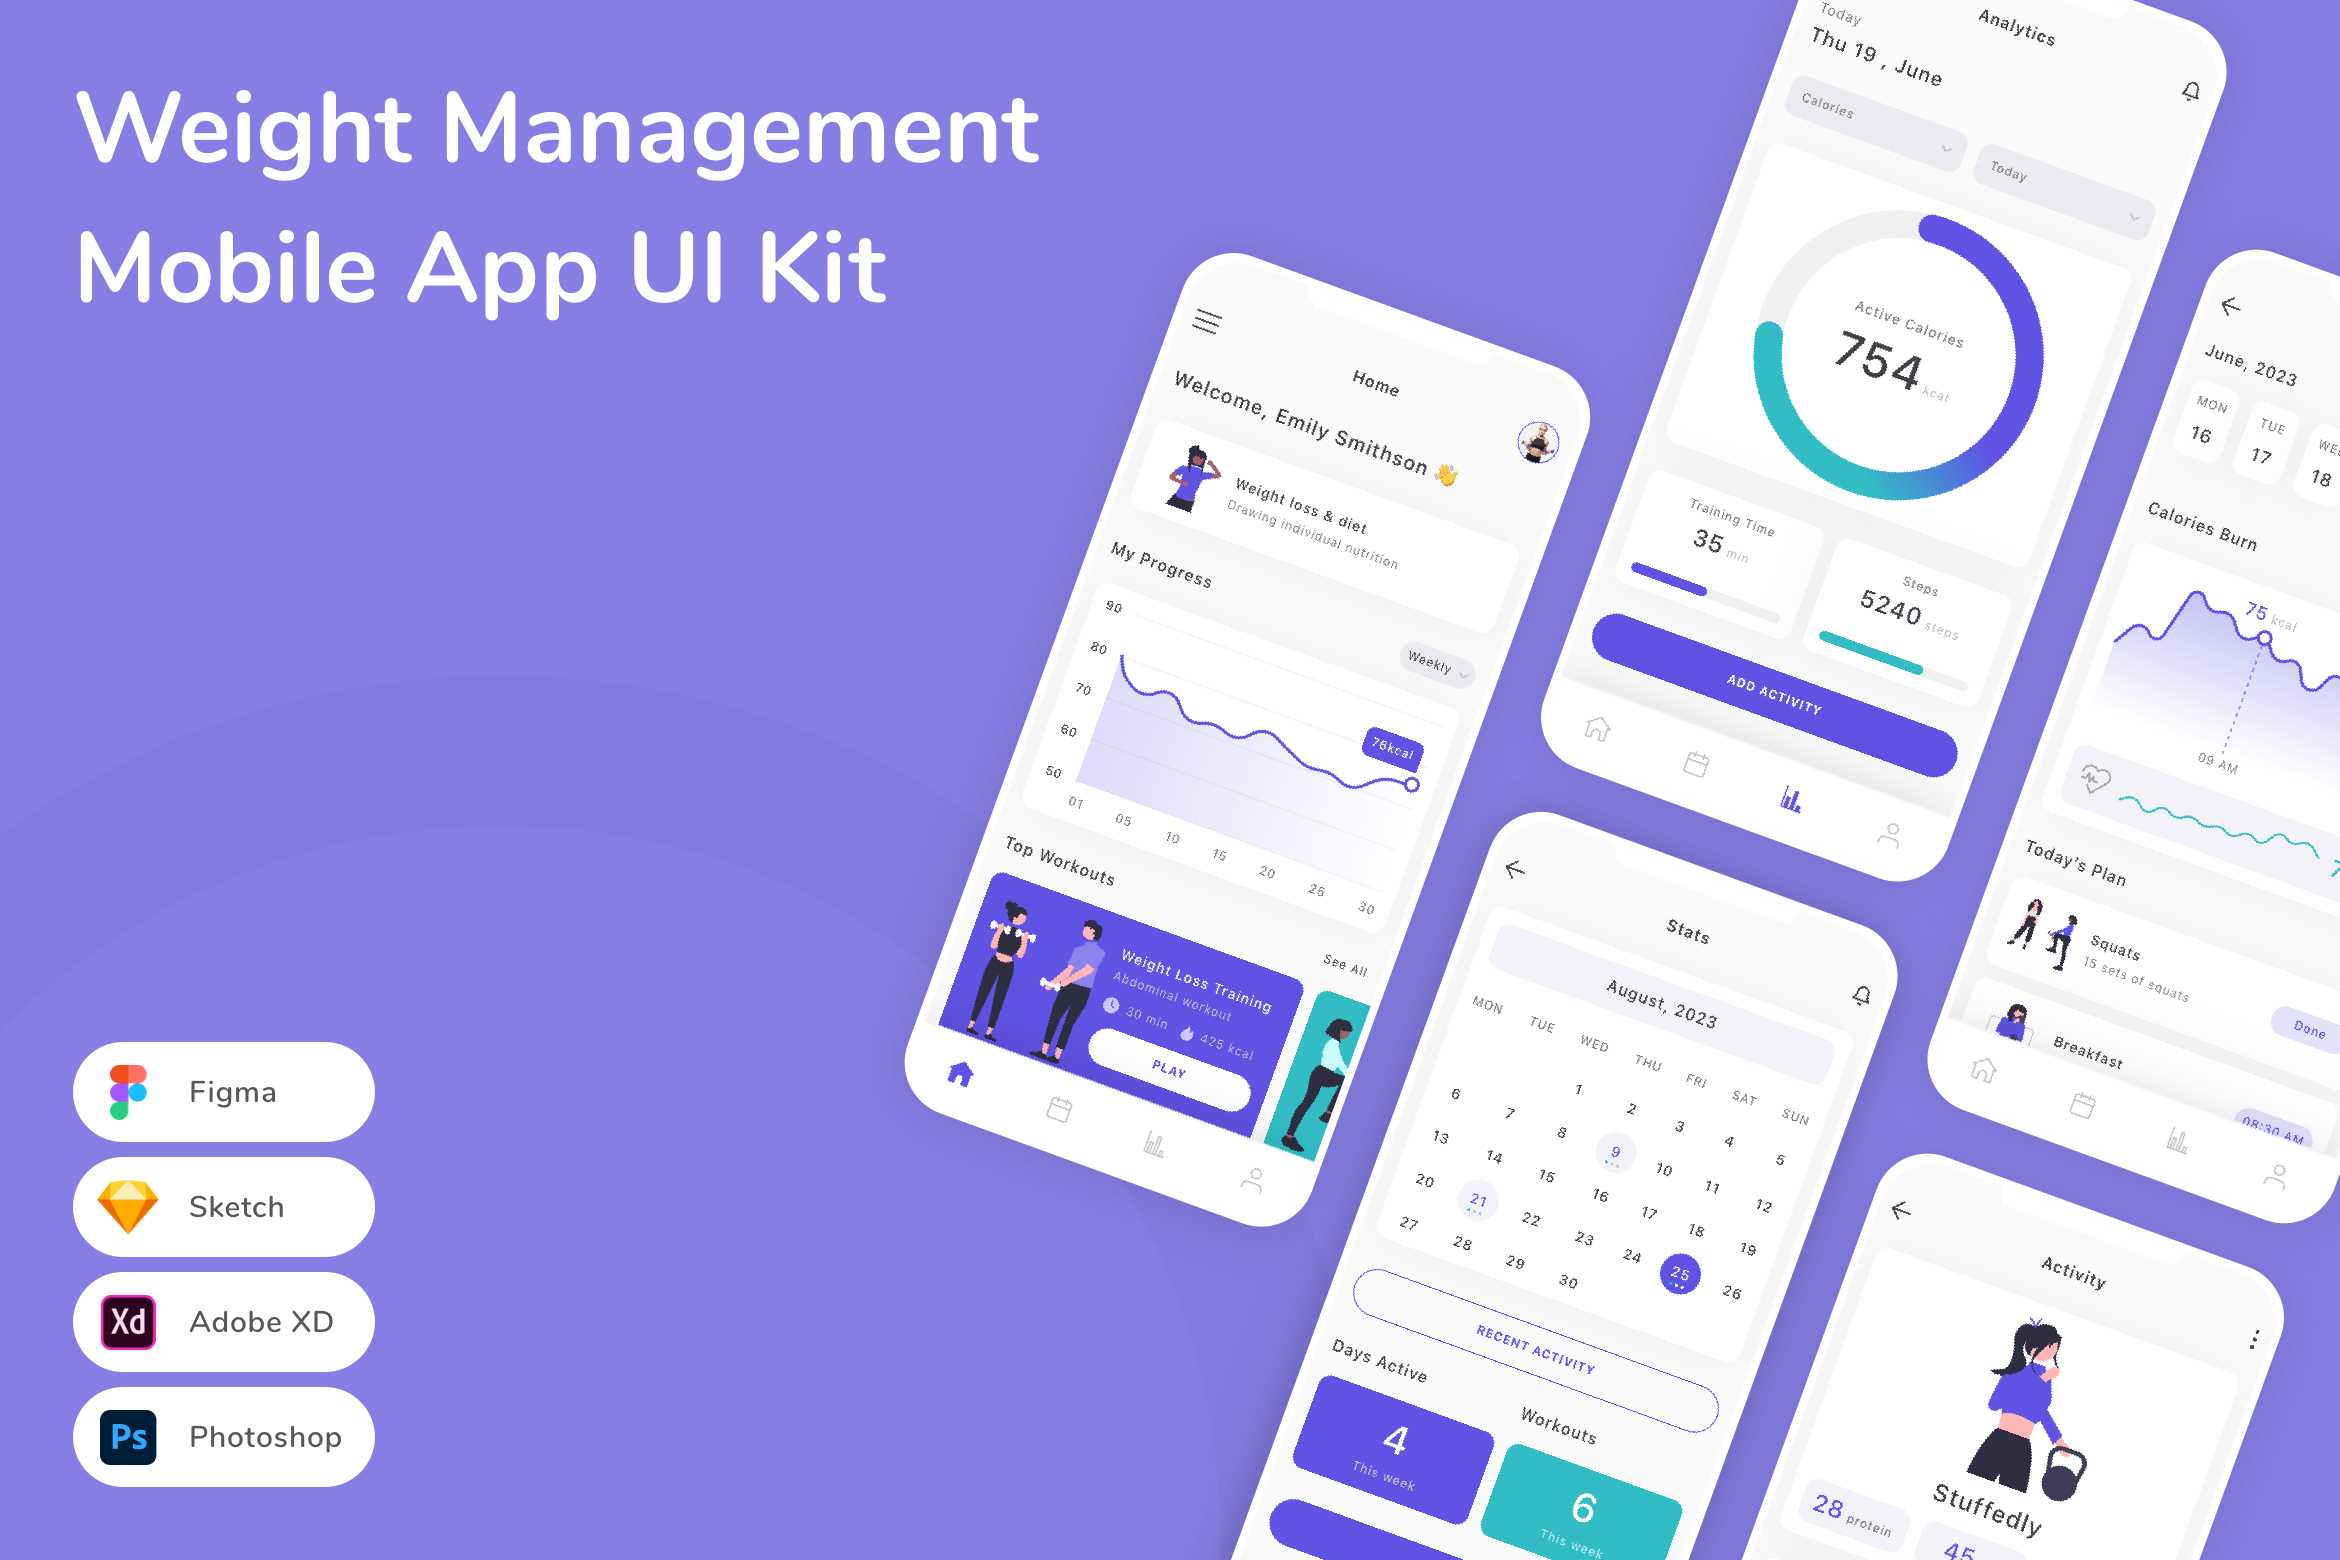 Weight Management
Mobile App UI Kit
Figma
Sketch
Xd
Adobe XD
Ps
Photoshop
Home
Welcome, Emily Smithson 👋
Weight loss & diet
Drawing individual nutrition
My Progress
Weekly
90
80
70
60
50
76kcal
01 05 10 15 20 25 30
Top Workouts
See All
Weight Loss Training
Abdominal workout
30 min 425 kcal
PLAY
Analytics
Today
Thu 19 , June
Calories
Today
Active Calories
754 kcal
Training Time
35 min
Steps
5240 steps
ADD ACTIVITY
Stats
August, 2023
MON TUE WED THU FRI SAT SUN
1 2 3 4 5
6 7 8 9 10 11 12
13 14 15 16 17 18 19
20 21 22 23 24 25 26
27 28 29 30
RECENT ACTIVITY
Days Active
Workouts
4
This week
6
This week
June, 2023
MON
16
TUE
17
18
Calories Burn
75 kcal
09 AM
Today's Plan
Squats
15 sets of squats
Done
Breakfast
08:30 AM
Activity
Stuffedly
28 protein
45